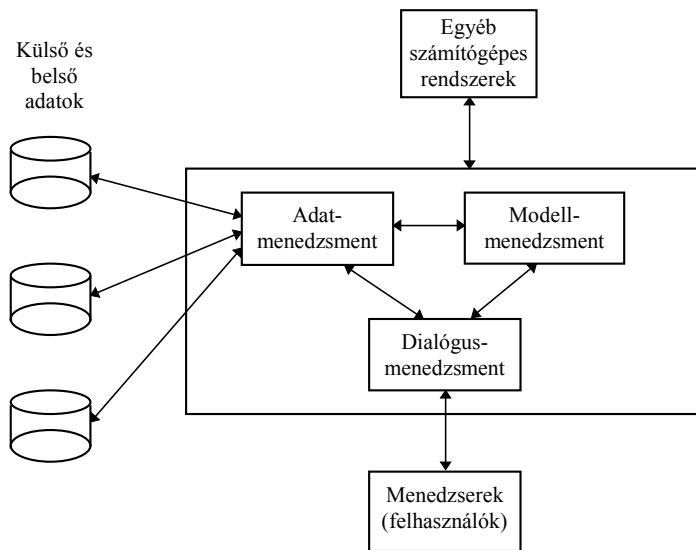 Külső és
belső
adatok
Egyéb
számítógépes
rendszerek
Adat-
menedzsment
Modell-
menedzsment
Dialógus-
menedzsment
Menedzserek
(felhasználók)